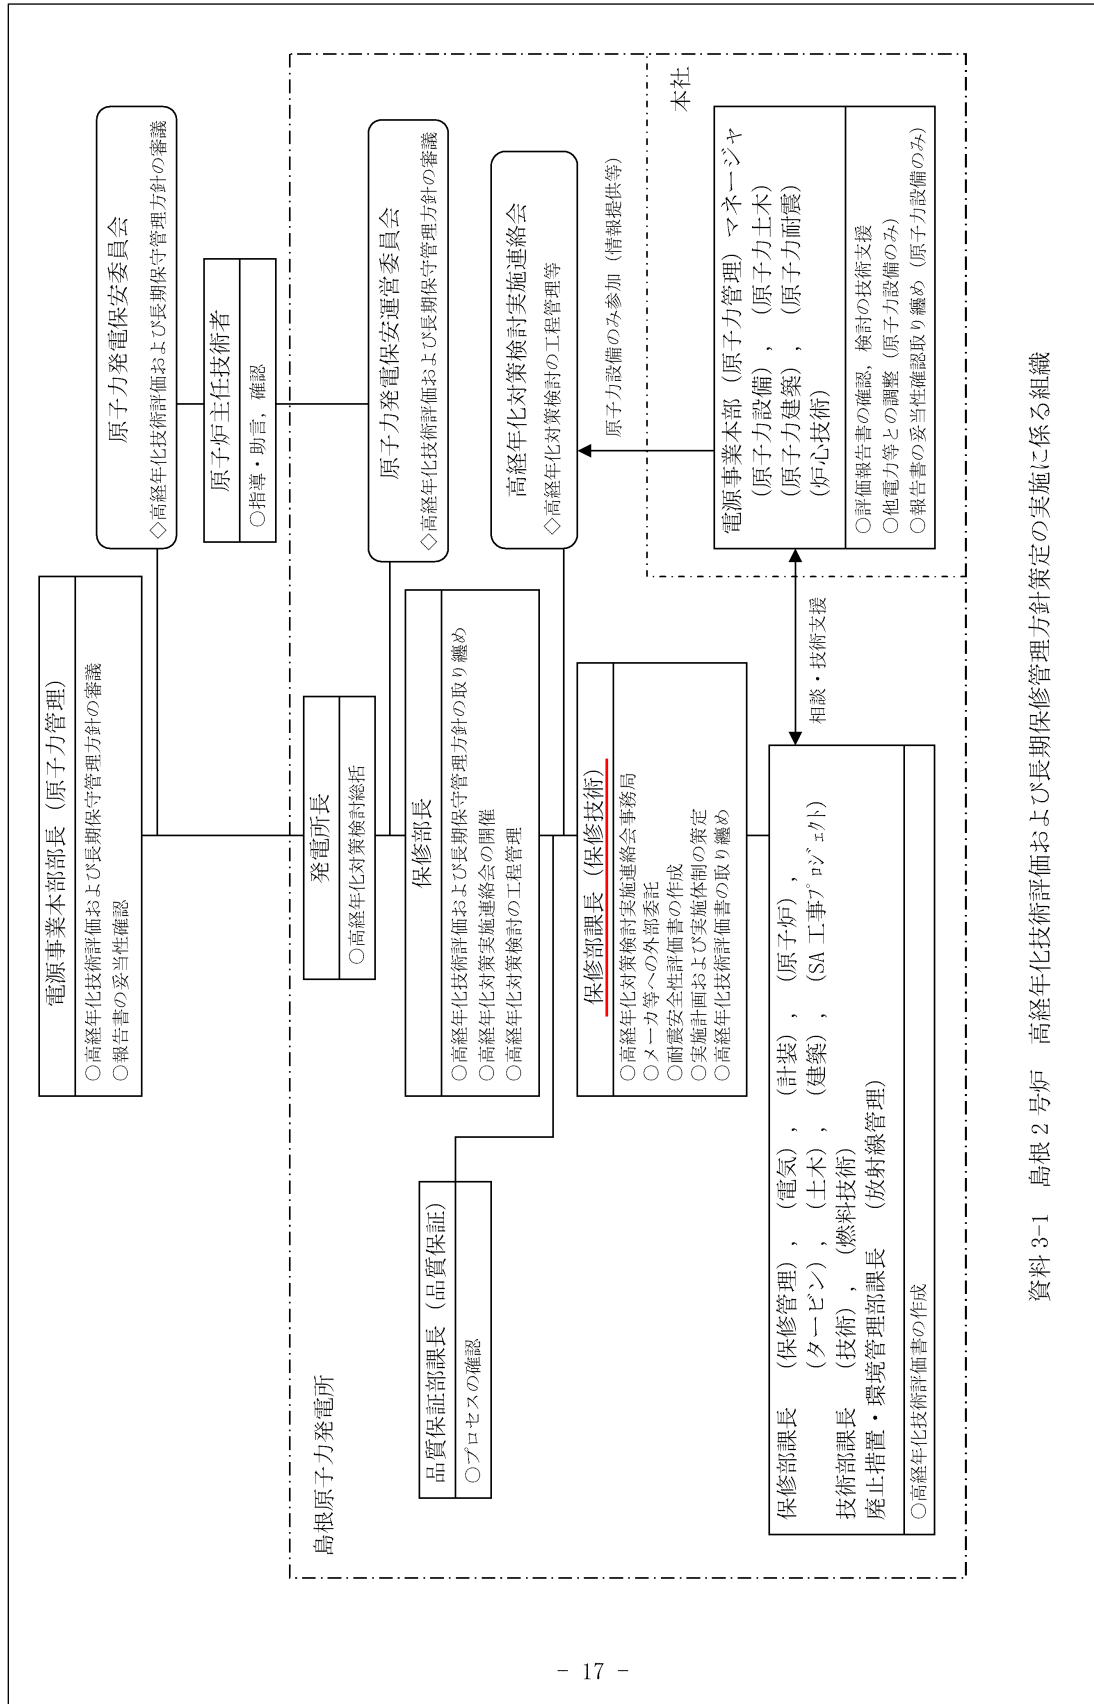 電源事業本部部長（原子力管理）
○高経年化技術評価および長期保守管理方針の審議
○報告書の妥当性確認
原子力発電保安委員会
◇高経年化技術評価および長期保守管理方針の審議
原子炉主任技術者
○指導・助言，確認
島根原子力発電所
発電所長
○高経年化対策検討総括
原子力発電保安運営委員会
◇高経年化技術評価および長期保守管理方針の審議
保修部長
○高経年化技術評価および長期保守管理方針の取り纏め
○高経年化対策実施連絡会の開催
○高経年化対策検討の工程管理
高経年化対策検討実施連絡会
◇高経年化対策検討の工程管理等
品質保証部課長（品質保証）
○プロセスの確認
保修部課長（保修技術）
○高経年化対策検討実施連絡会事務局
○メーカ等への外部委託
○耐震安全性評価書の作成
○実施計画および実施体制の策定
○高経年化技術評価書の取り纏め
原子力設備のみ参加（情報提供等）
本社
電源事業本部（原子力管理）マネージャ
（原子力設備），（原子力土木）
（原子力建築），（原子力耐震）
（炉心技術）
○評価報告書の確認，検討の技術支援
○他電力等との調整（原子力設備のみ）
○報告書の妥当性確認取り纏め（原子力設備のみ）
相談・技術支援
保修部課長　（保修管理），（電気），（計装），（原子炉），
（タービン），（土木），（建築），（SA工事プロジェクト）
技術部課長　（技術），（燃料技術）
廃止措置・環境管理部課長　（放射線管理）
○高経年化技術評価書の作成
資料3-1　島根2号炉　高経年化技術評価および長期保修管理方針策定の実施に係る組織
- 17 -